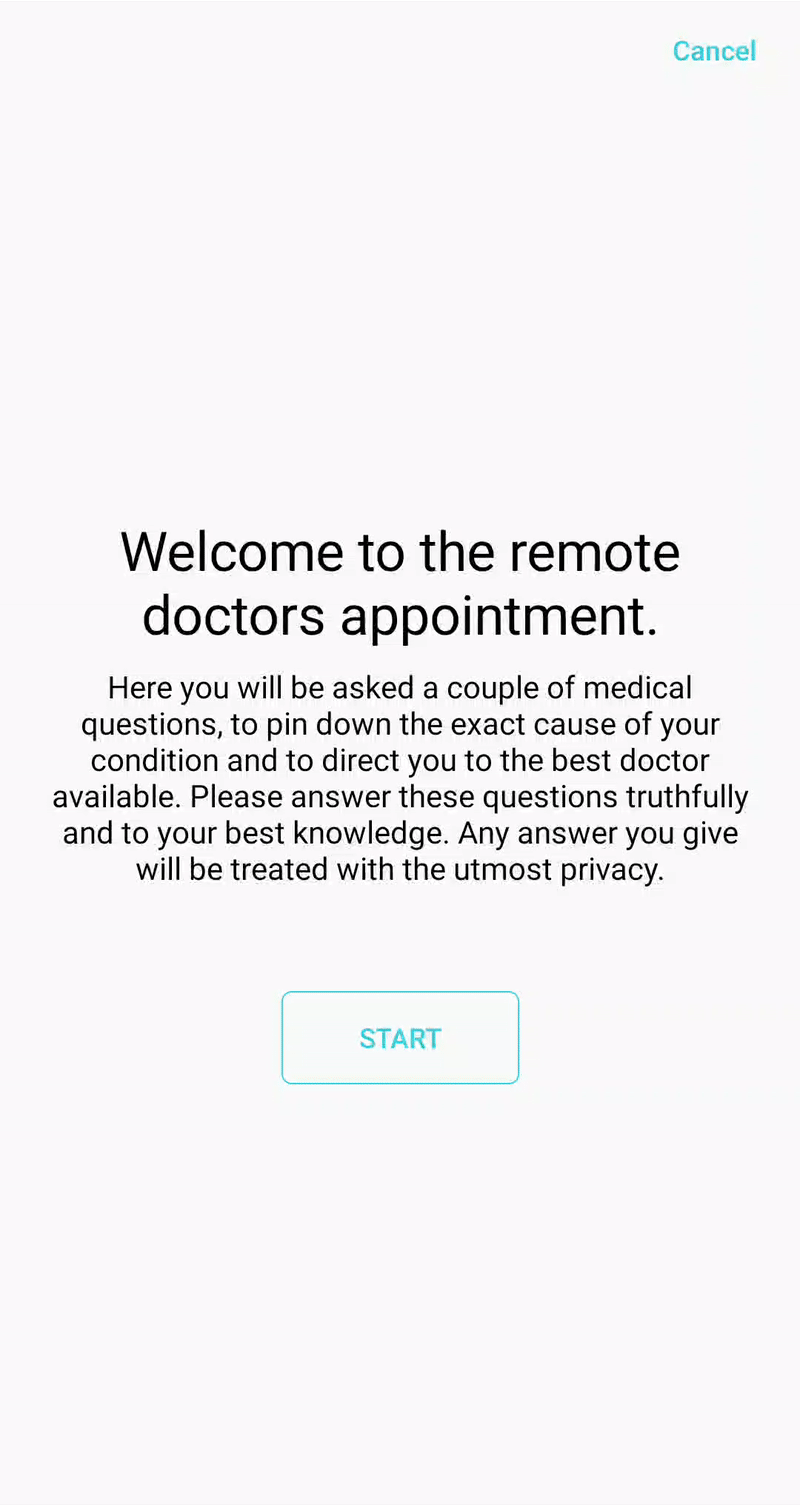 Cancel
Welcome to the remote
doctors appointment.
Here you will be asked a couple of medical
questions, to pin down the exact cause of your
condition and to direct you to the best doctor
available. Please answer these questions truthfully
and to your best knowledge. Any answer you give
will be treated with the utmost privacy.
START